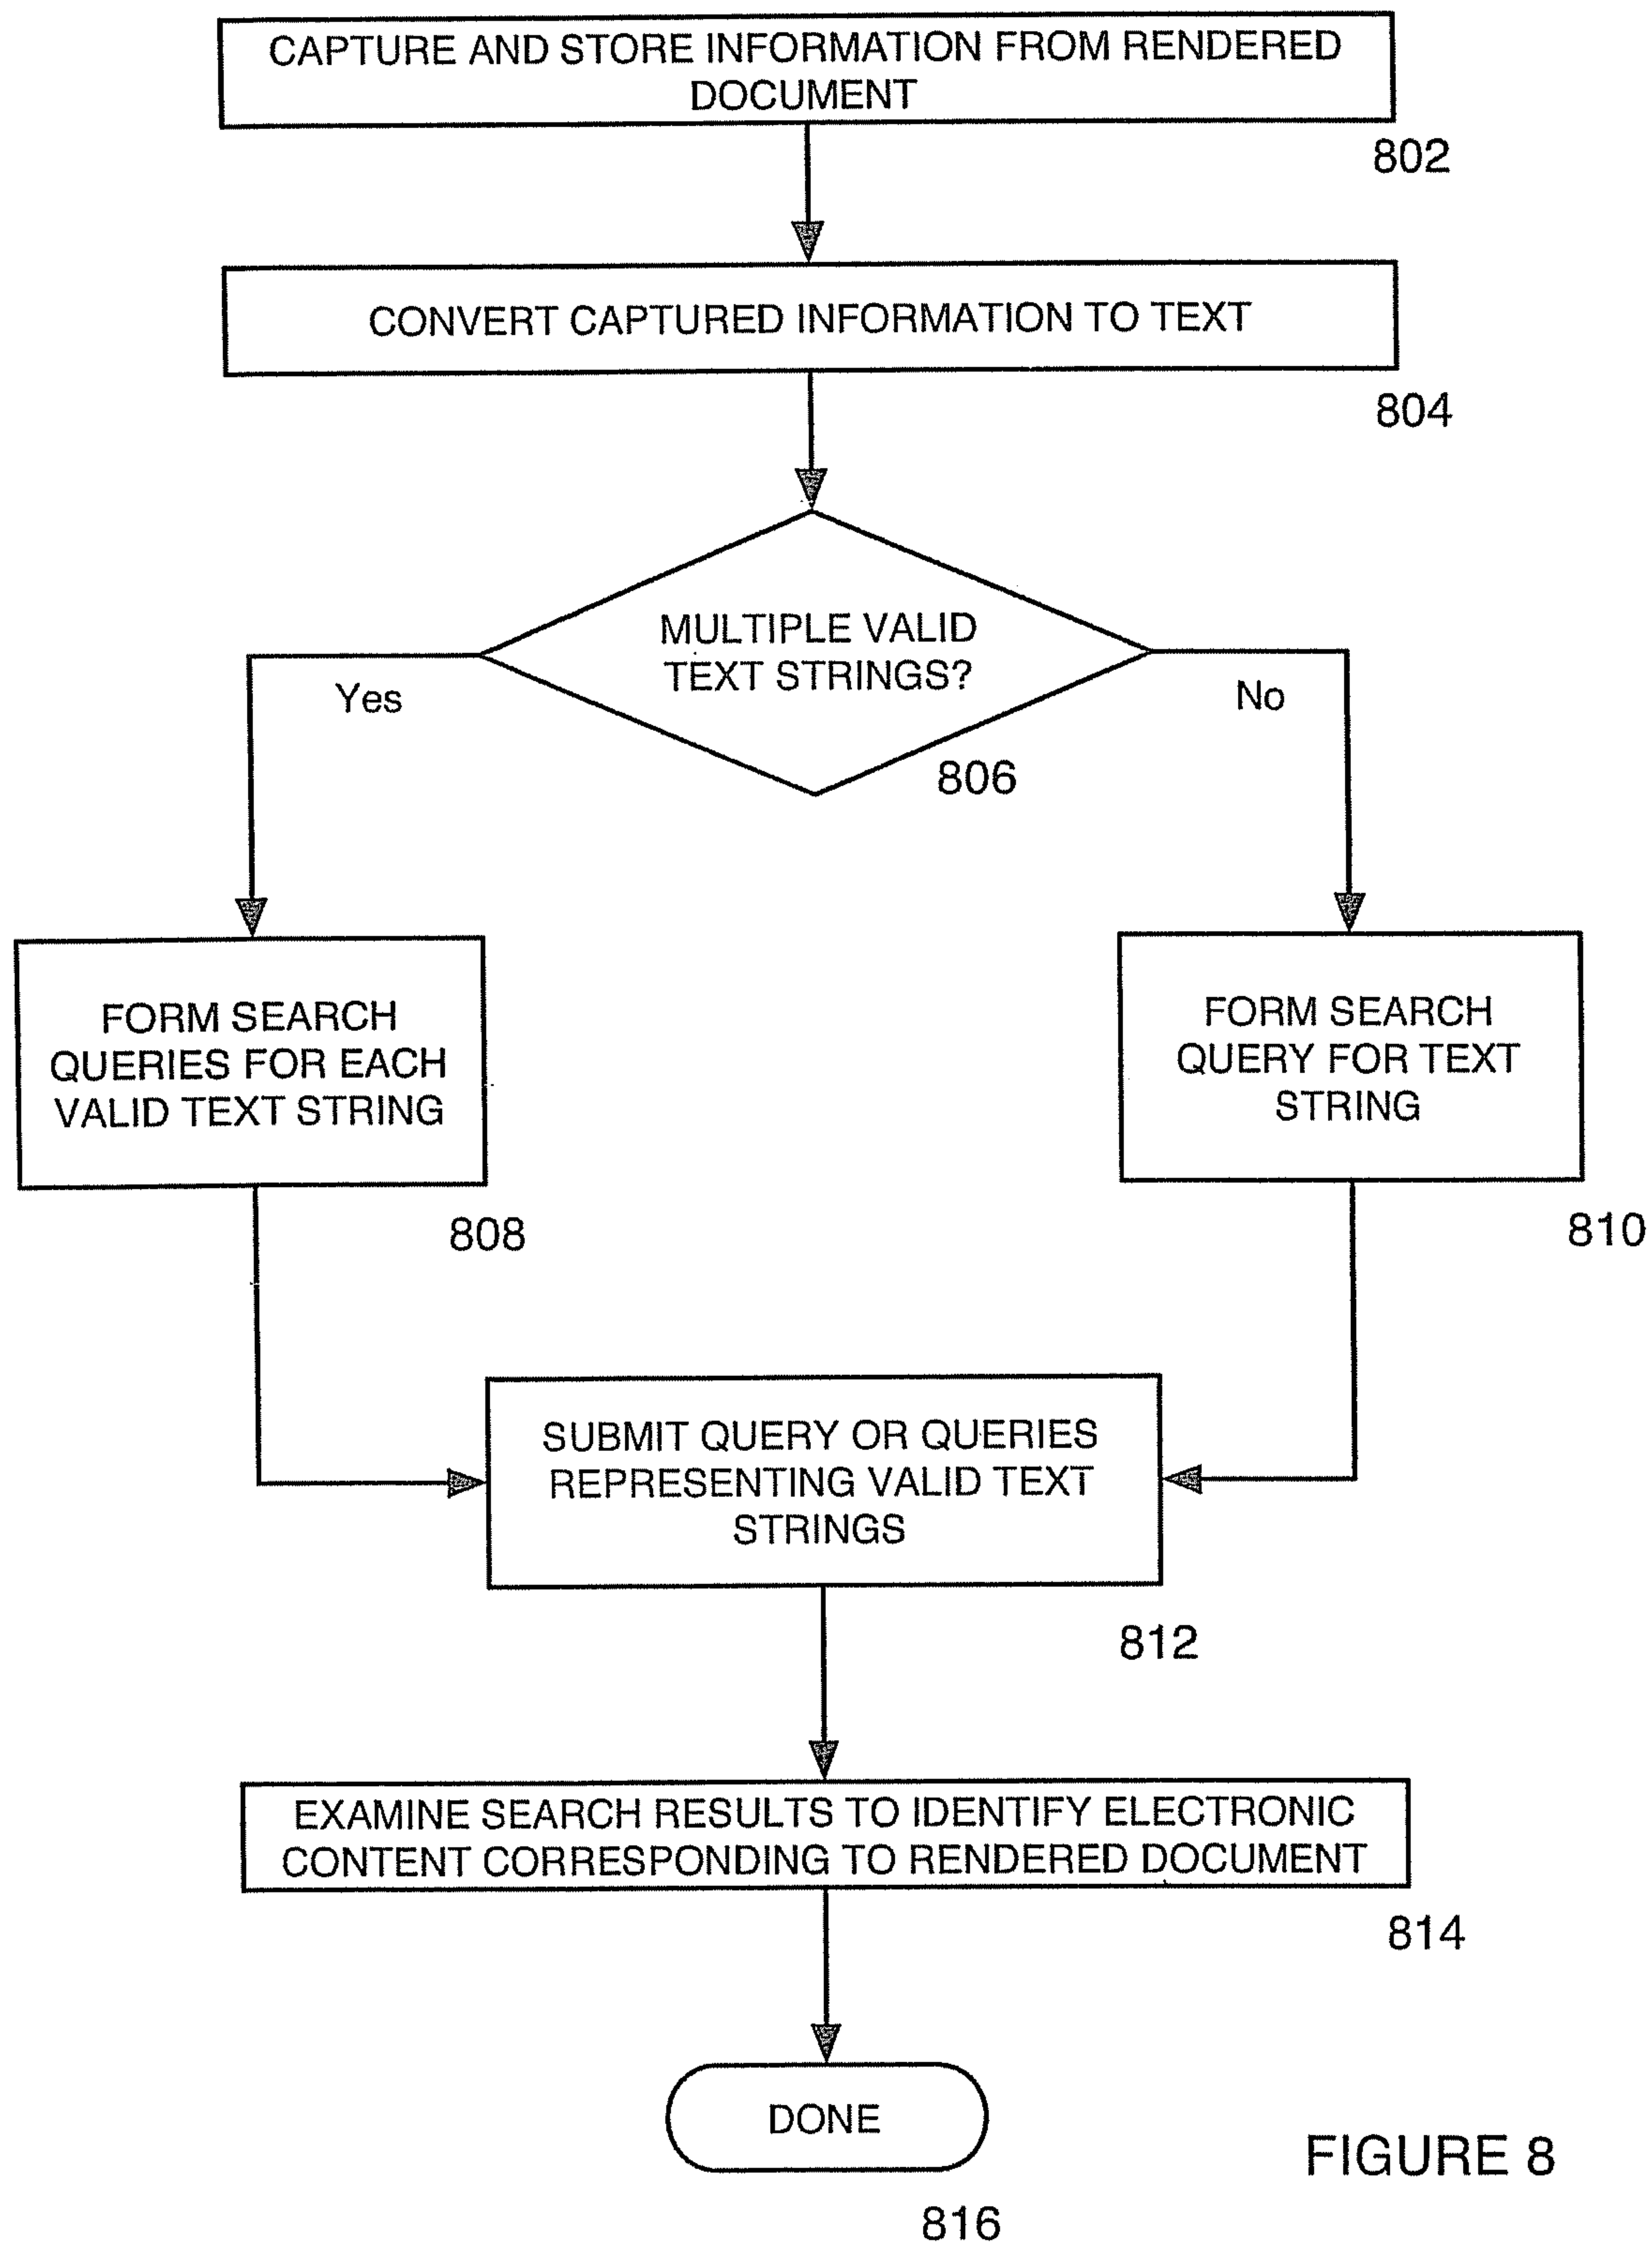 CAPTURE AND STORE INFORMATION FROM RENDERED
DOCUMENT
802
CONVERT CAPTURED INFORMATION TO TEXT
804
MULTIPLE VALID
TEXT STRINGS?
Yes
No
806
FORM SEARCH
QUERIES FOR EACH
VALID TEXT STRING
808
FORM SEARCH
QUERY FOR TEXT
STRING
810
SUBMIT QUERY OR QUERIES
REPRESENTING VALID TEXT
STRINGS
812
EXAMINE SEARCH RESULTS TO IDENTIFY ELECTRONIC
CONTENT CORRESPONDING TO RENDERED DOCUMENT
814
DONE
816
FIGURE 8